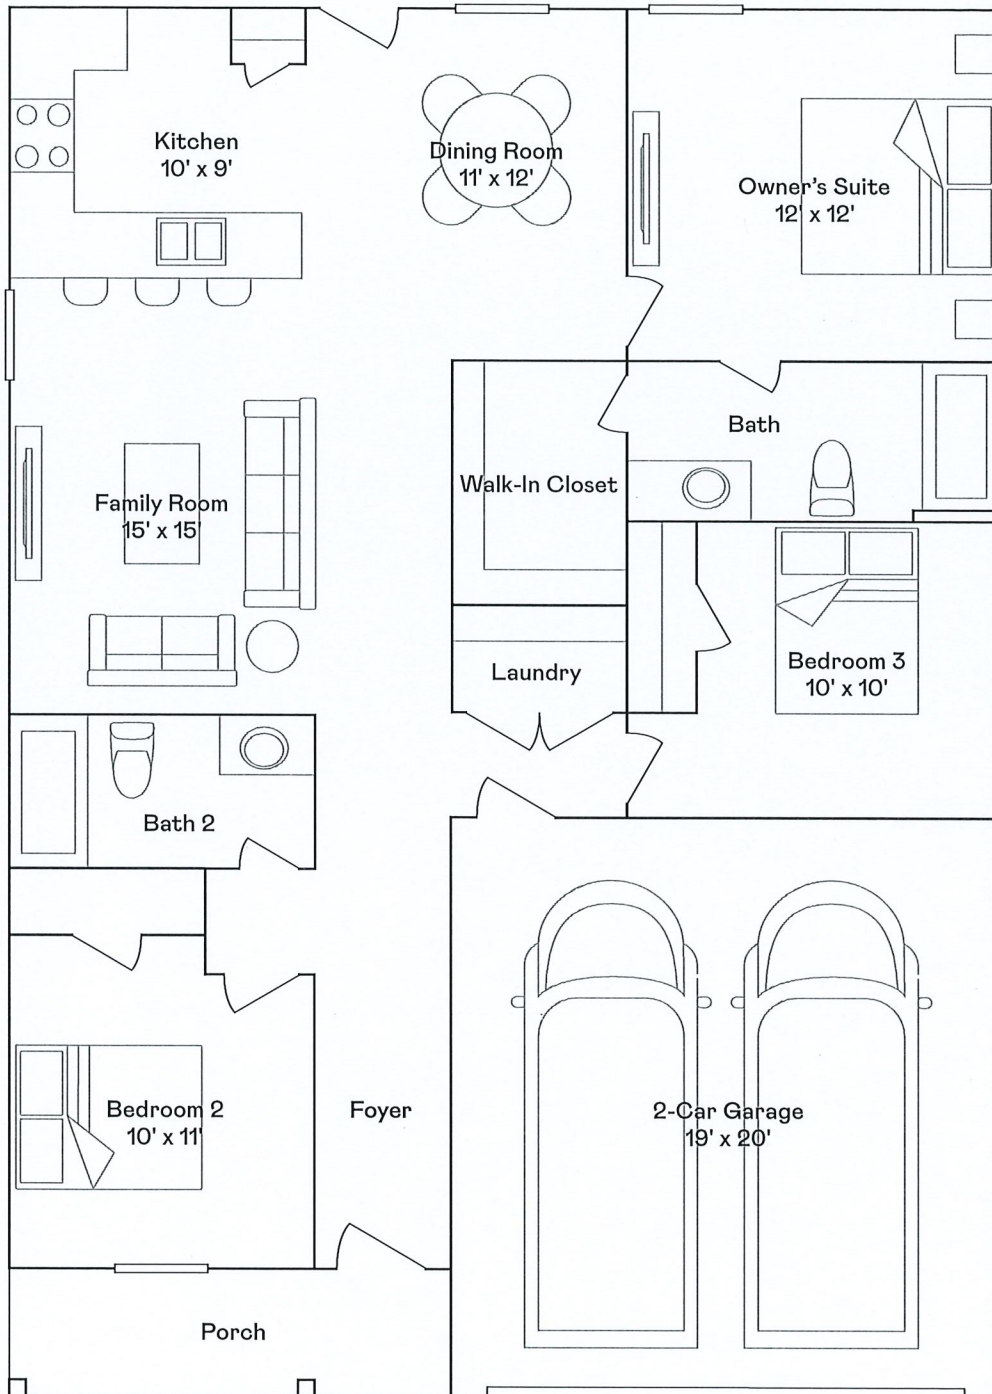 Kitchen
10' x 9'
Dining Room
11' x 12'
Owner's Suite
12' x 12'
Bath
Walk-In Closet
Family Room
15' x 15'
Laundry
Bedroom 3
10' x 10'
Bath 2
Bedroom 2
10' x 11'
Foyer
2-Car Garage
19' x 20'
Porch